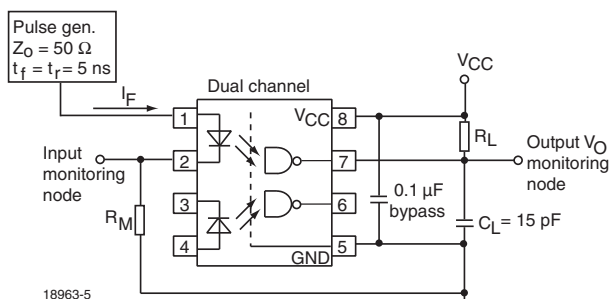 Pulse gen.
Zo = 50 Ω
tf = tr = 5 ns
IF
Dual channel
VCC
VCC
1
8
RL
Input
monitoring
node
2
7
Output VO
monitoring
node
3
6
0.1 µF
bypass
RM
4
5
CL = 15 pF
GND
18963-5